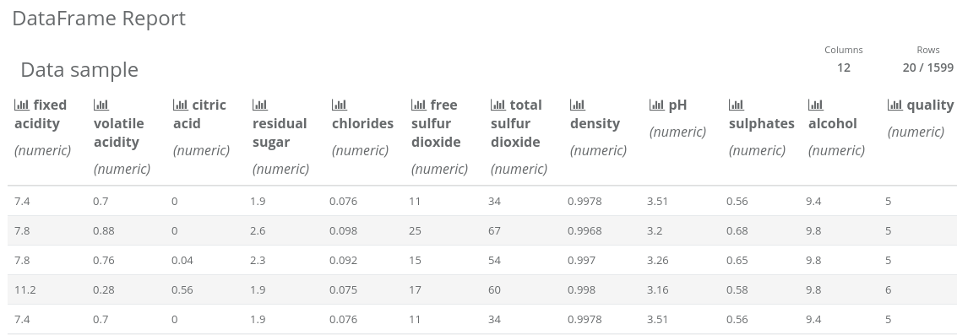 DataFrame Report
Columns Rows
Data sample 12 20 / 1599
fixed acidity (numeric) volatile acidity (numeric) citric acid (numeric) residual sugar (numeric) chlorides (numeric) free sulfur dioxide (numeric) total sulfur dioxide (numeric) density (numeric) pH (numeric) sulphates (numeric) alcohol (numeric) quality (numeric)
7.4 0.7 0 1.9 0.076 11 34 0.9978 3.51 0.56 9.4 5
7.8 0.88 0 2.6 0.098 25 67 0.9968 3.2 0.68 9.8 5
7.8 0.76 0.04 2.3 0.092 15 54 0.997 3.26 0.65 9.8 5
11.2 0.28 0.56 1.9 0.075 17 60 0.998 3.16 0.58 9.8 6
7.4 0.7 0 1.9 0.076 11 34 0.9978 3.51 0.56 9.4 5